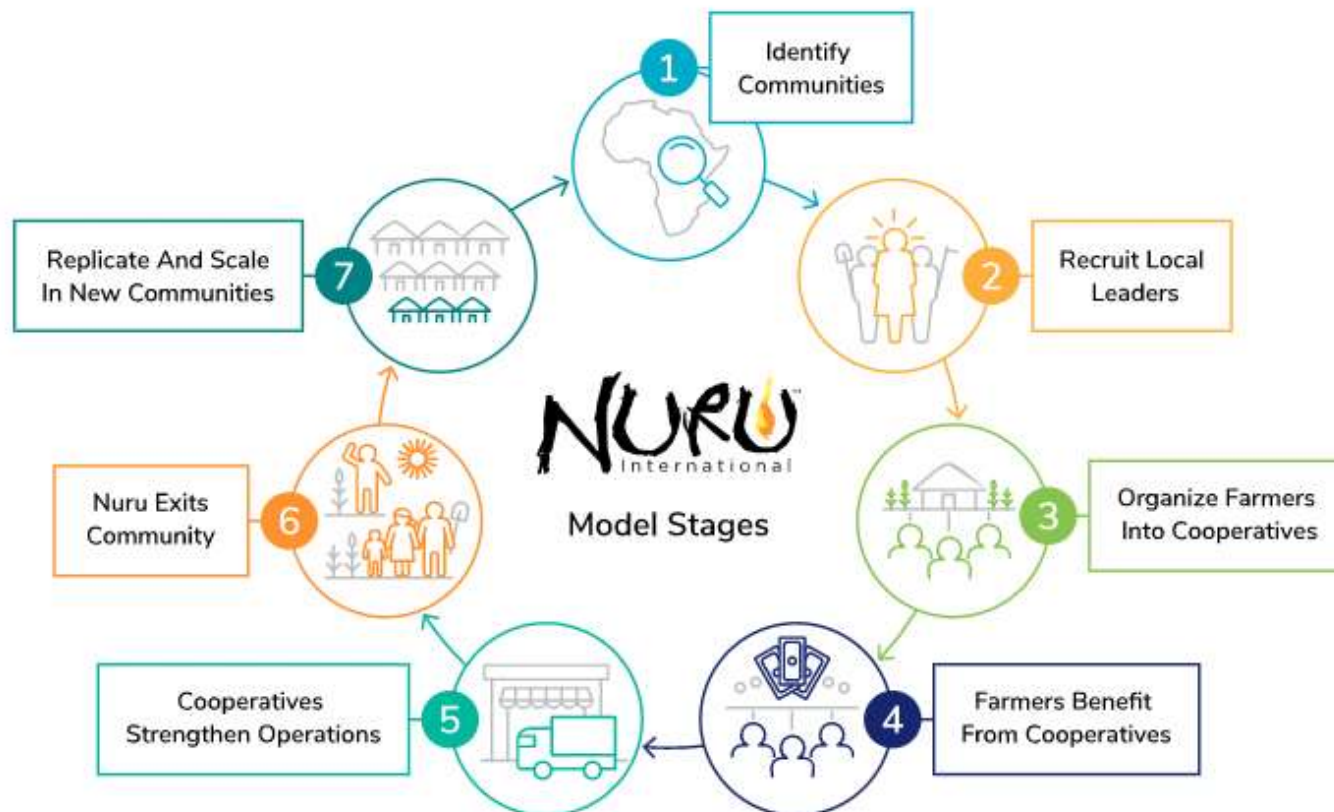 1
Identify
Communities
2
Recruit Local
Leaders
3
Organize Farmers
Into Cooperatives
4
Farmers Benefit
From Cooperatives
5
Cooperatives
Strengthen Operations
6
Nuru Exits
Community
7
Replicate And Scale
In New Communities
NURU
International
Model Stages